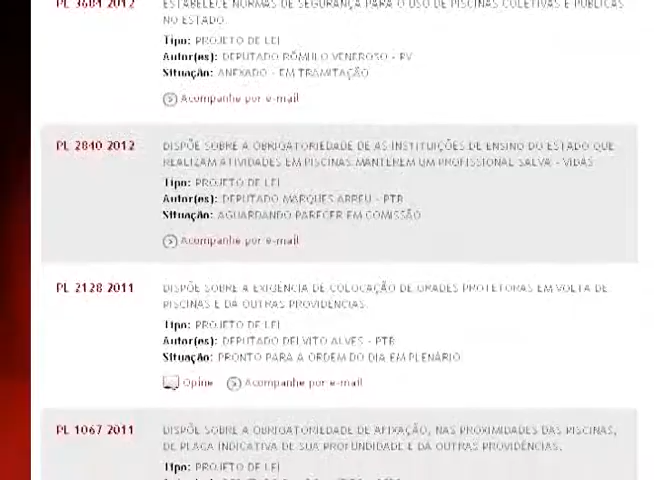 PL 3684 2012
ESTABELECE NORMAS DE SEGURANÇA PARA O USO DE PISCINAS COLETIVAS E PÚBLICAS
NO ESTADO.
Tipo: PROJETO DE LEI
Autor(es): DEPUTADO RÔMULO VENEROSO - PV
Situação: ANEXADO - EM TRAMITAÇÃO
Acompanhe por e-mail
PL 2840 2012
DISPÕE SOBRE A OBRIGATORIEDADE DE AS INSTITUIÇÕES DE ENSINO DO ESTADO QUE
REALIZAM ATIVIDADES EM PISCINAS MANTEREM UM PROFISSIONAL SALVA - VIDAS
Tipo: PROJETO DE LEI
Autor(es): DEPUTADO MARQUES ABREU - PTB
Situação: AGUARDANDO PARECER EM COMISSÃO
Acompanhe por e-mail
PL 2128 2011
DISPÕE SOBRE A EXIGÊNCIA DE COLOCAÇÃO DE GRADES PROTETORAS EM VOLTA DE
PISCINAS E DÁ OUTRAS PROVIDÊNCIAS.
Tipo: PROJETO DE LEI
Autor(es): DEPUTADO DELVITO ALVES - PTB
Situação: PRONTO PARA A ORDEM DO DIA EM PLENÁRIO
Opine Acompanhe por e-mail
PL 1067 2011
DISPÕE SOBRE A OBRIGATORIEDADE DE AFIXAÇÃO, NAS PROXIMIDADES DAS PISCINAS,
DE PLACA INDICATIVA DE SUA PROFUNDIDADE E DÁ OUTRAS PROVIDÊNCIAS.
Tipo: PROJETO DE LEI